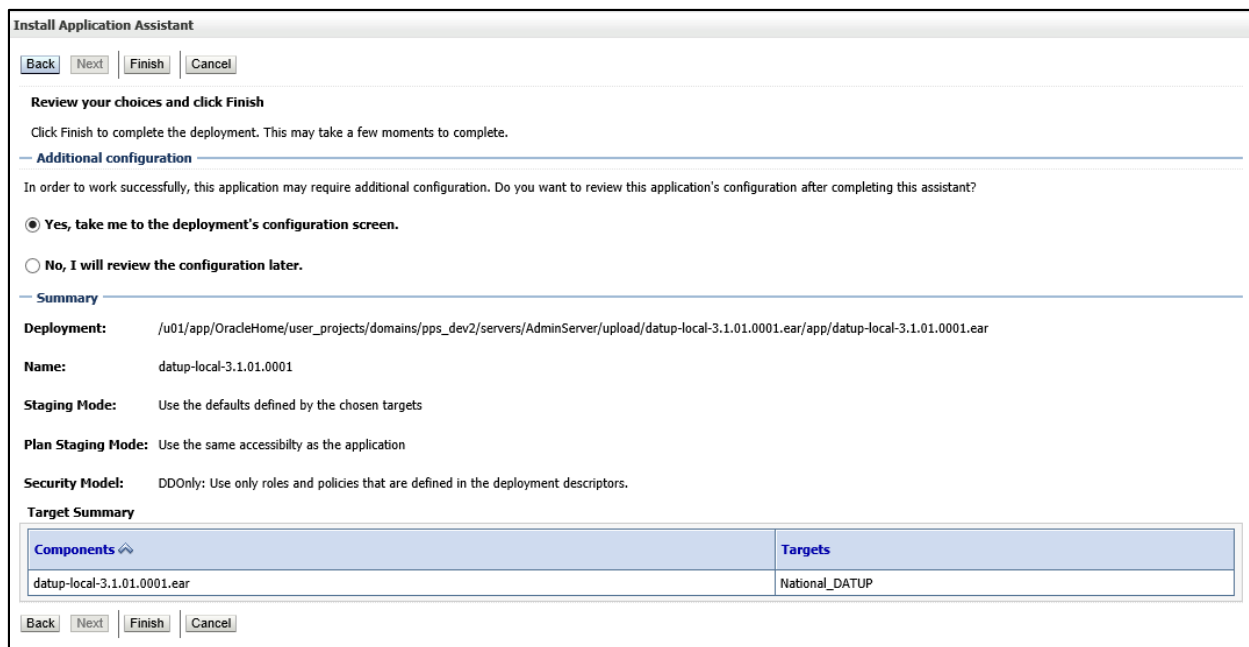 Install Application Assistant
Back Next Finish Cancel
Review your choices and click Finish
Click Finish to complete the deployment. This may take a few moments to complete.
Additional configuration
In order to work successfully, this application may require additional configuration. Do you want to review this application's configuration after completing this assistant?
Yes, take me to the deployment's configuration screen.
No, I will review the configuration later.
Summary
Deployment: /u01/app/OracleHome/user_projects/domains/pps_dev2/servers/AdminServer/upload/datup-local-3.1.01.0001.ear/app/datup-local-3.1.01.0001.ear
Name: datup-local-3.1.01.0001
Staging Mode: Use the defaults defined by the chosen targets
Plan Staging Mode: Use the same accessibilty as the application
Security Model: DDOnly: Use only roles and policies that are defined in the deployment descriptors.
Target Summary
Components Targets
datup-local-3.1.01.0001.ear National_DATUP
Back Next Finish Cancel